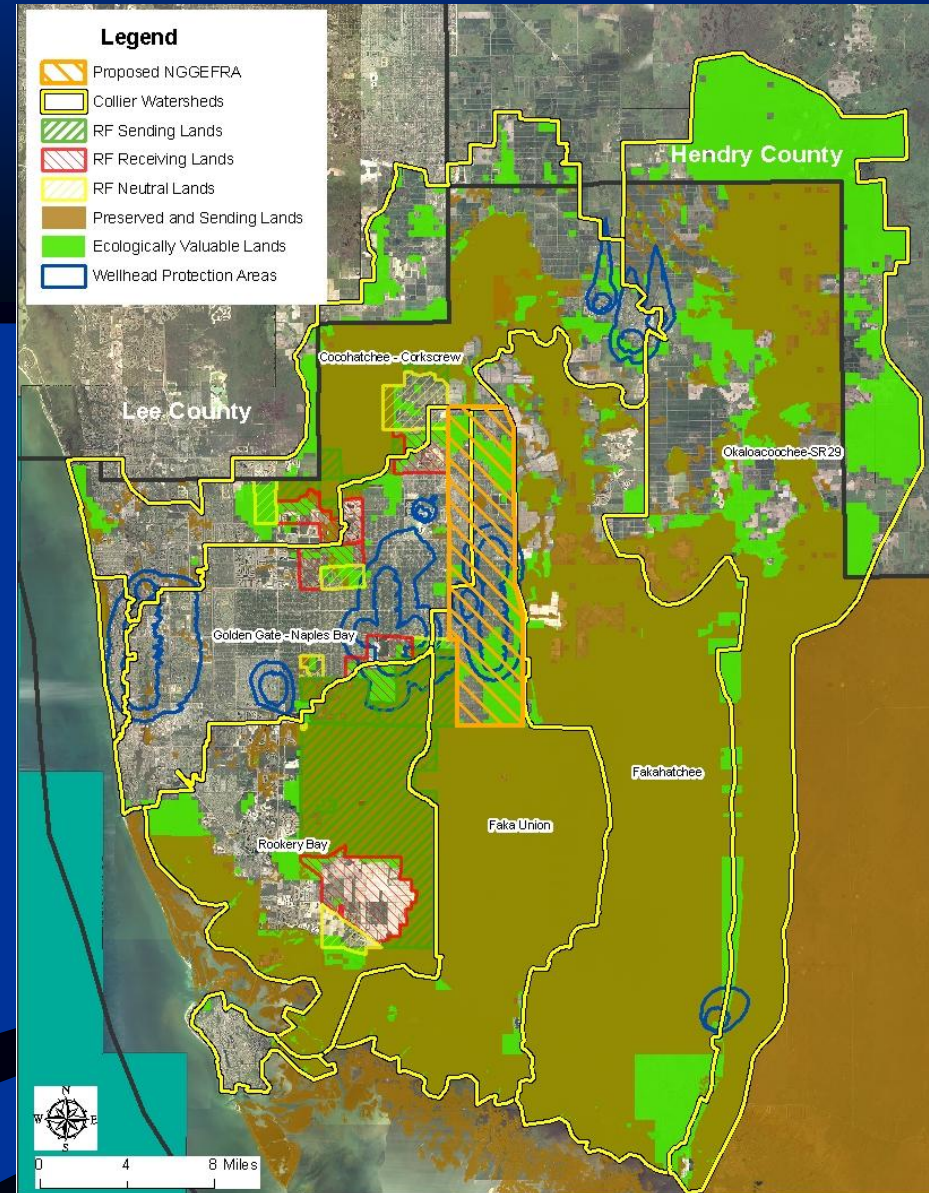 Legend
Proposed NGGEFRA
Collier Watersheds
RF Sending Lands
RF Receiving Lands
RF Neutral Lands
Preserved and Sending Lands
Ecologically Valuable Lands
Wellhead Protection Areas
Hendry County
Cocohatchee - Corkscrew
Lee County
Okaloacoochee-SR29
Golden Gate - Naples Bay
Fakahatchee
Faka Union
Rookery Bay
N
W E
S
0 4 8 Miles